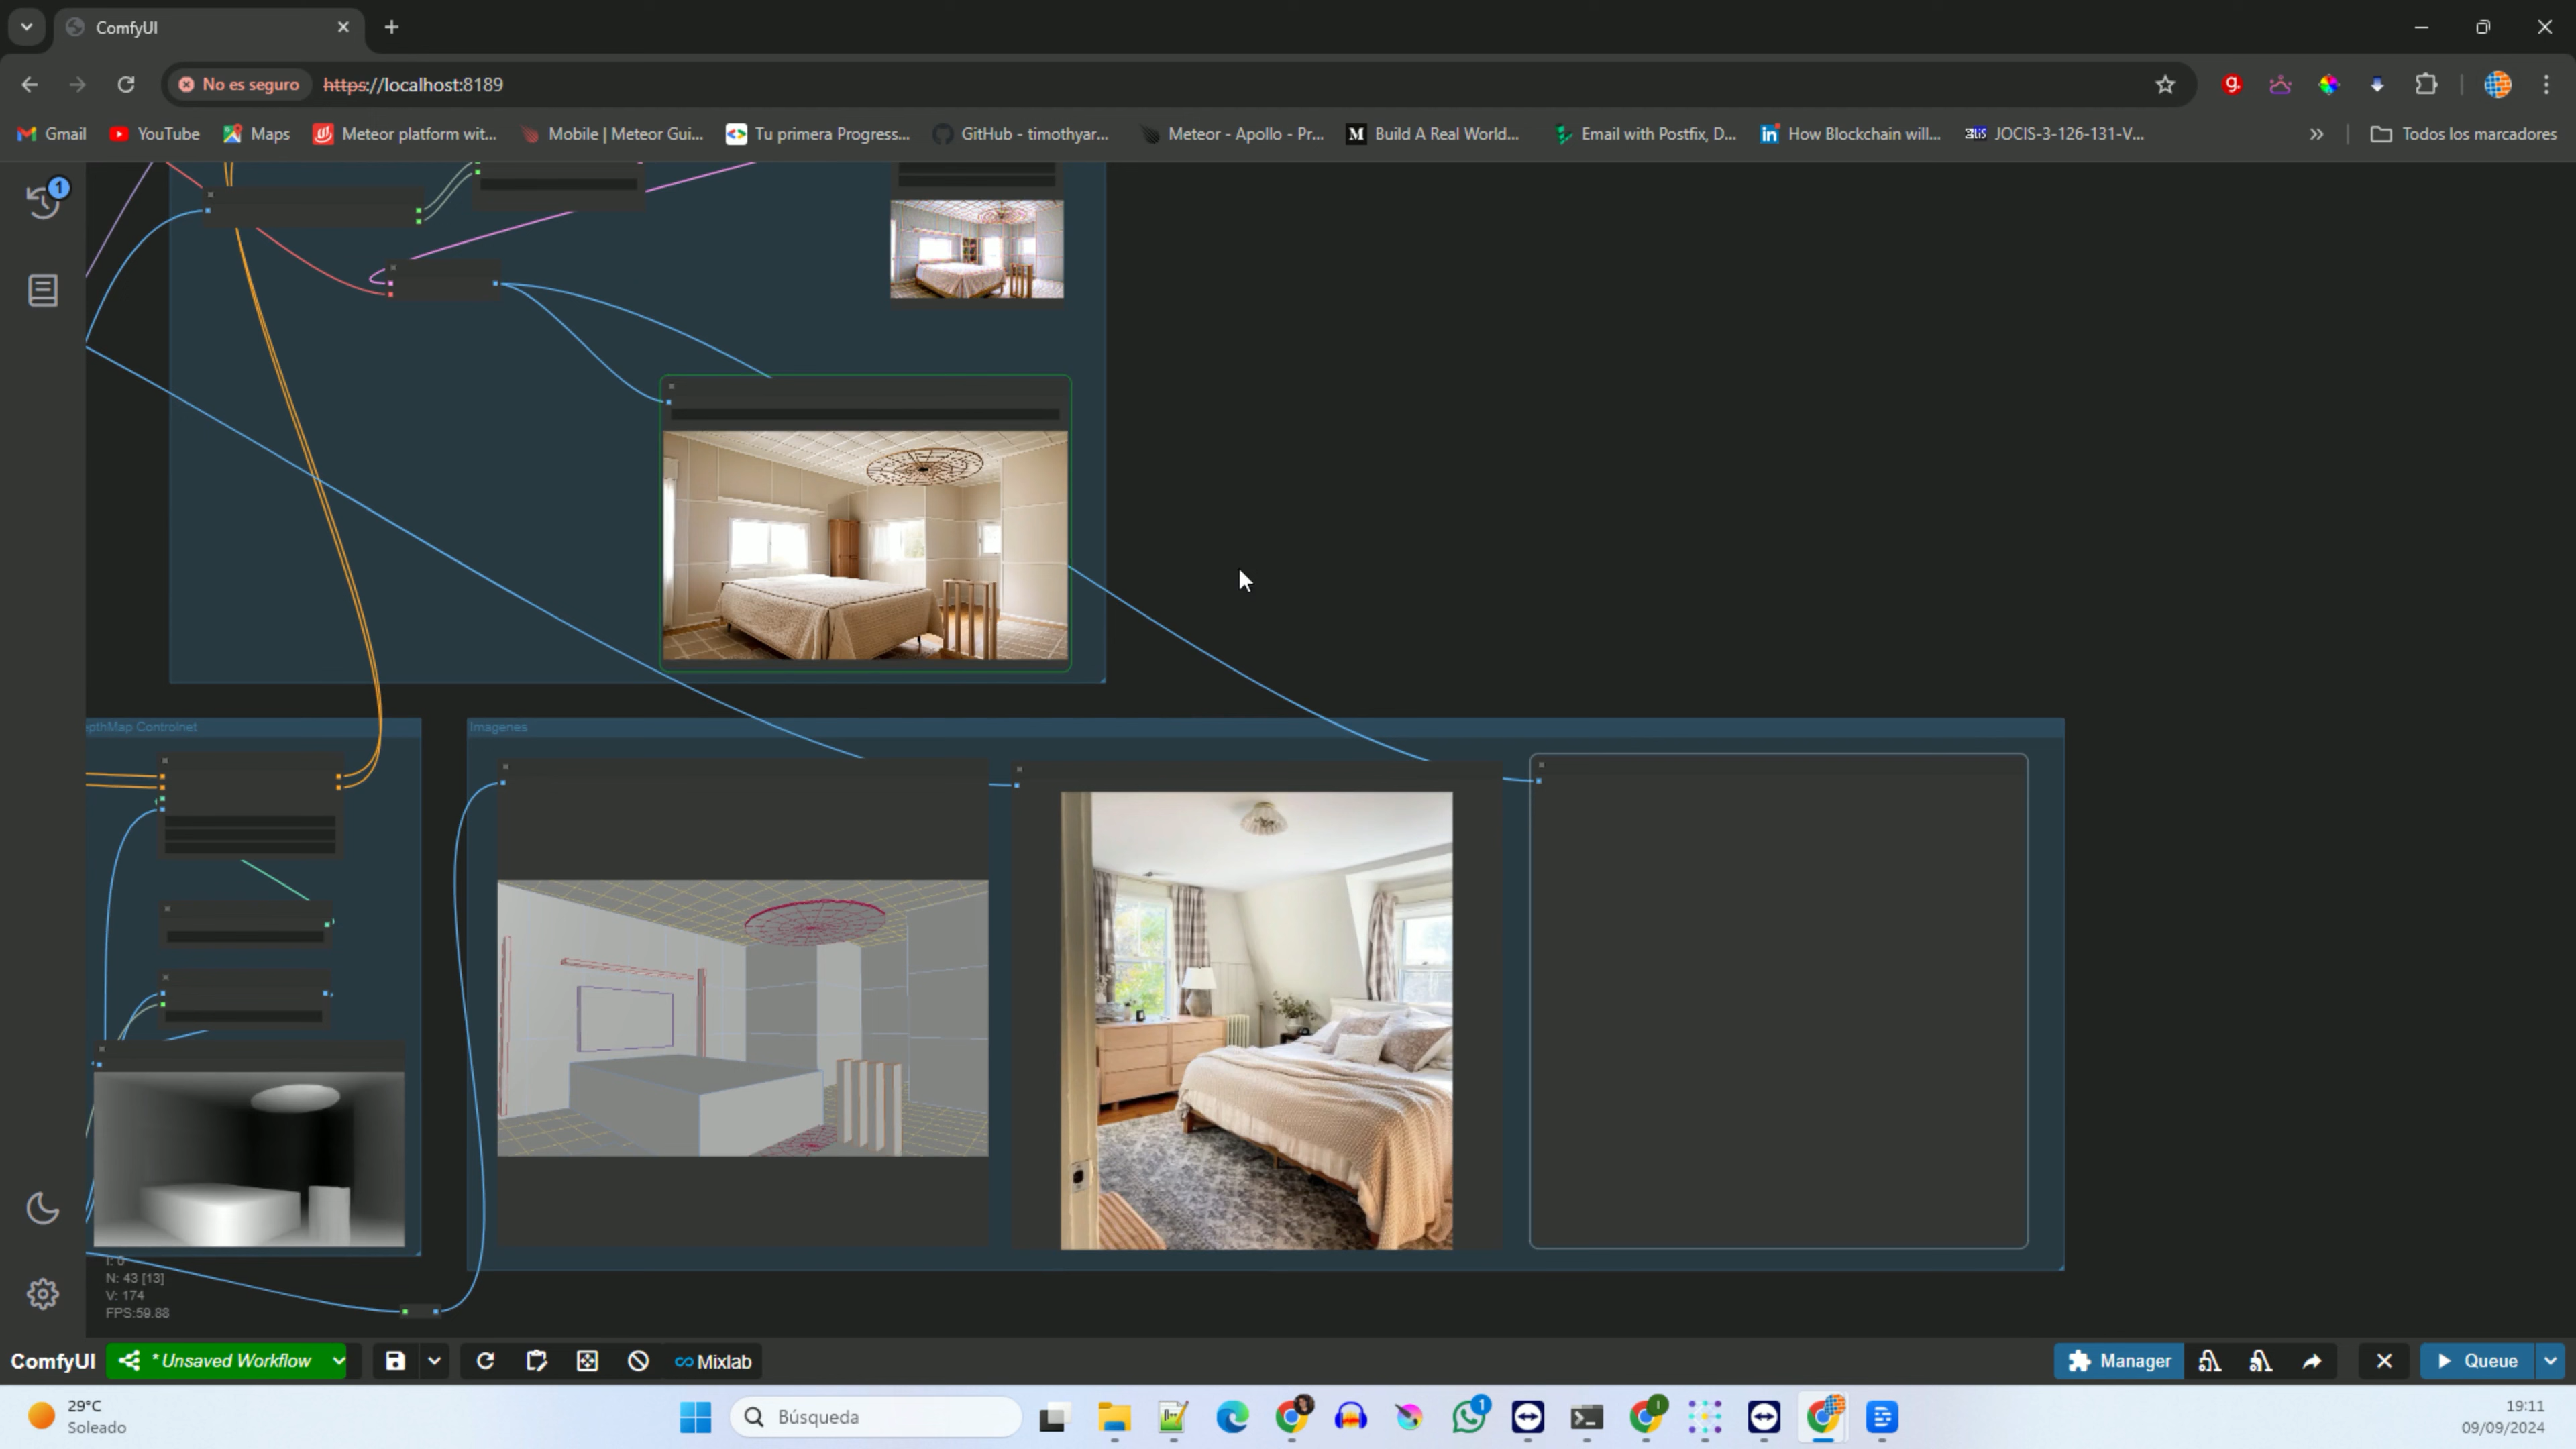 ComfyUI
No es seguro https://localhost:8189
Gmail YouTube Maps Meteor platform wit... Mobile | Meteor Gui... Tu primera Progress... GitHub - timothyar... Meteor - Apollo - Pr... Build A Real World... Email with Postfix, D... How Blockchain will... JOCIS-3-126-131-V... Todos los marcadores
1
pthMap Controlnet
Imagenes
I: 0
N: 43 [13]
V: 174
FPS:59.88
ComfyUI * Unsaved Workflow Mixlab Manager Queue
29°C
Soleado
Búsqueda
1
19:11
09/09/2024